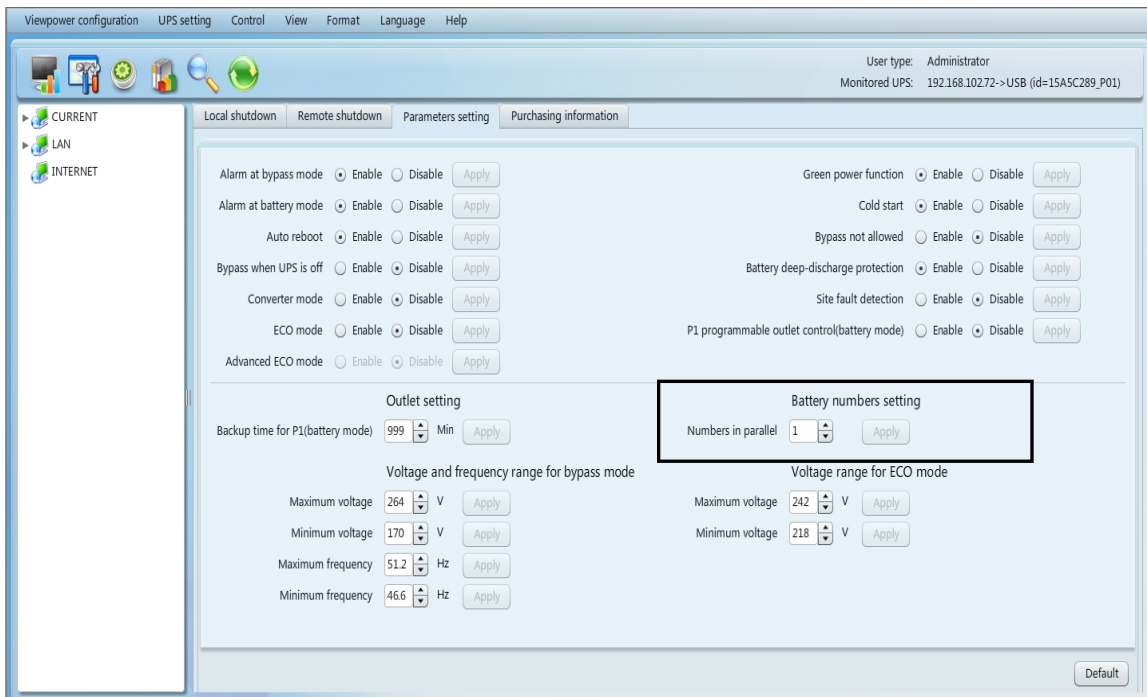 Viewpower configuration UPS setting Control View Format Language Help
User type: Administrator
Monitored UPS: 192.168.102.72->USB (id=15A5C289_P01)
CURRENT
LAN
INTERNET
Local shutdown Remote shutdown Parameters setting Purchasing information
Alarm at bypass mode Enable Disable Apply Green power function Enable Disable Apply
Alarm at battery mode Enable Disable Apply Cold start Enable Disable Apply
Auto reboot Enable Disable Apply Bypass not allowed Enable Disable Apply
Bypass when UPS is off Enable Disable Apply Battery deep-discharge protection Enable Disable Apply
Converter mode Enable Disable Apply Site fault detection Enable Disable Apply
ECO mode Enable Disable Apply P1 programmable outlet control(battery mode) Enable Disable Apply
Advanced ECO mode Enable Disable Apply
Outlet setting Battery numbers setting
Backup time for P1(battery mode) 999 Min Apply Numbers in parallel 1 Apply
Voltage and frequency range for bypass mode Voltage range for ECO mode
Maximum voltage 264 V Apply Maximum voltage 242 V Apply
Minimum voltage 170 V Apply Minimum voltage 218 V Apply
Maximum frequency 51.2 Hz Apply
Minimum frequency 46.6 Hz Apply
Default